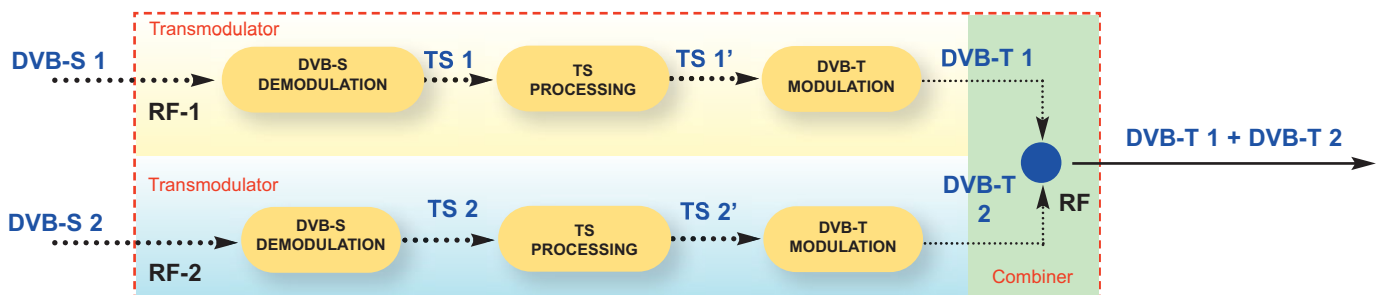 Transmodulator
DVB-S 1
RF-1
DVB-S
DEMODULATION
TS 1
TS
PROCESSING
TS 1’
DVB-T
MODULATION
DVB-T 1
DVB-T 1 + DVB-T 2
Transmodulator
DVB-S 2
RF-2
DVB-S
DEMODULATION
TS 2
TS
PROCESSING
TS 2’
DVB-T
MODULATION
DVB-T
2
RF
Combiner